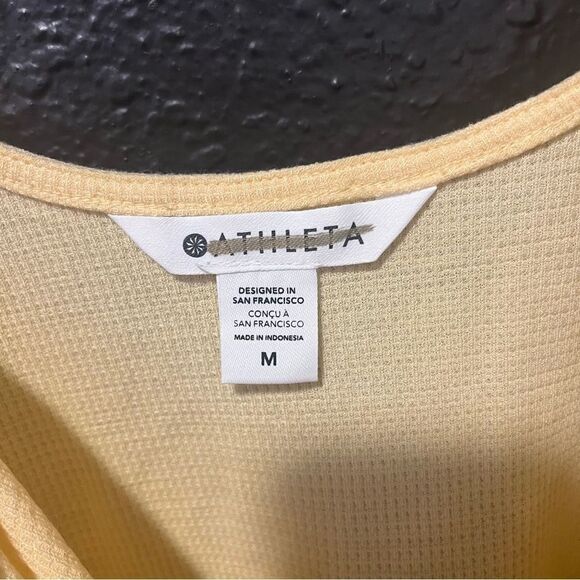 ATHLETA
DESIGNED IN
SAN FRANCISCO
CONÇU À
SAN FRANCISCO
MADE IN INDONESIA
M